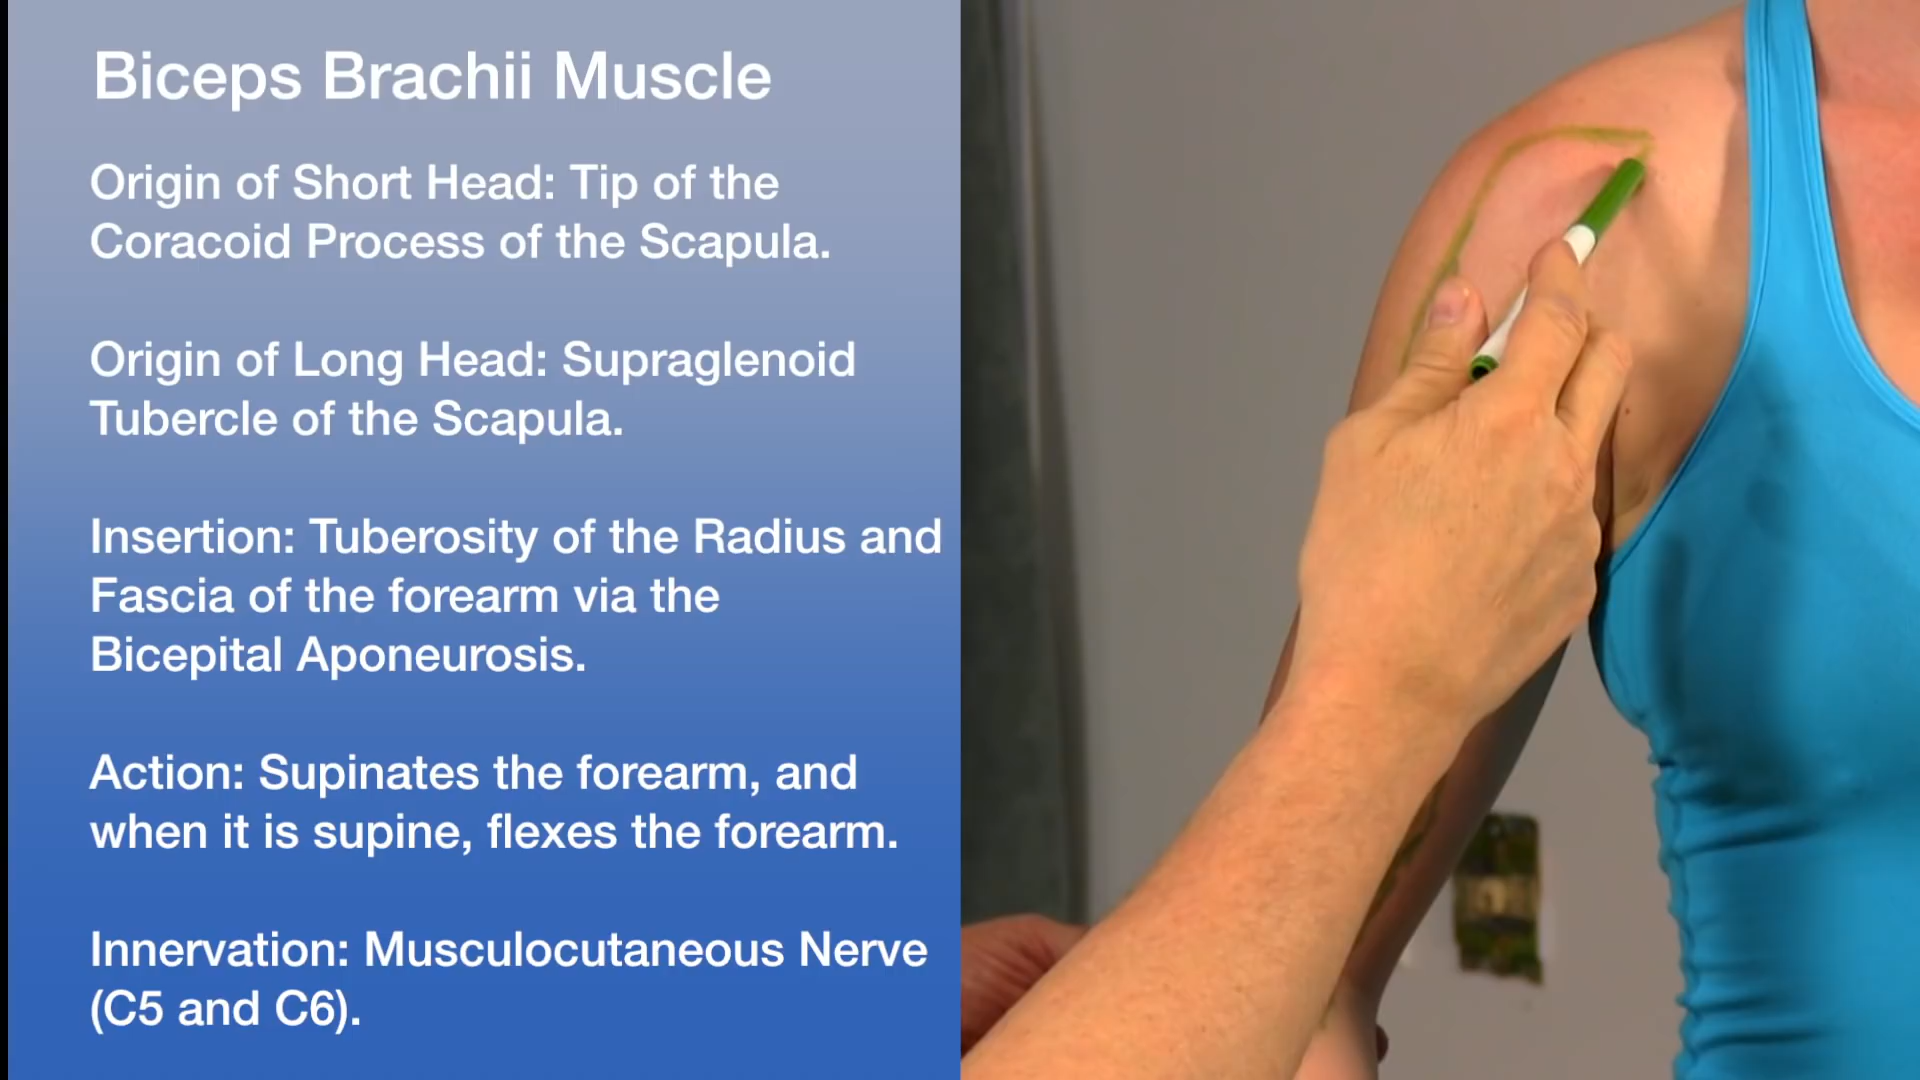 Biceps Brachii Muscle
Origin of Short Head: Tip of the
Coracoid Process of the Scapula.
Origin of Long Head: Supraglenoid
Tubercle of the Scapula.
Insertion: Tuberosity of the Radius and
Fascia of the forearm via the
Bicepital Aponeurosis.
Action: Supinates the forearm, and
when it is supine, flexes the forearm.
Innervation: Musculocutaneous Nerve
(C5 and C6).